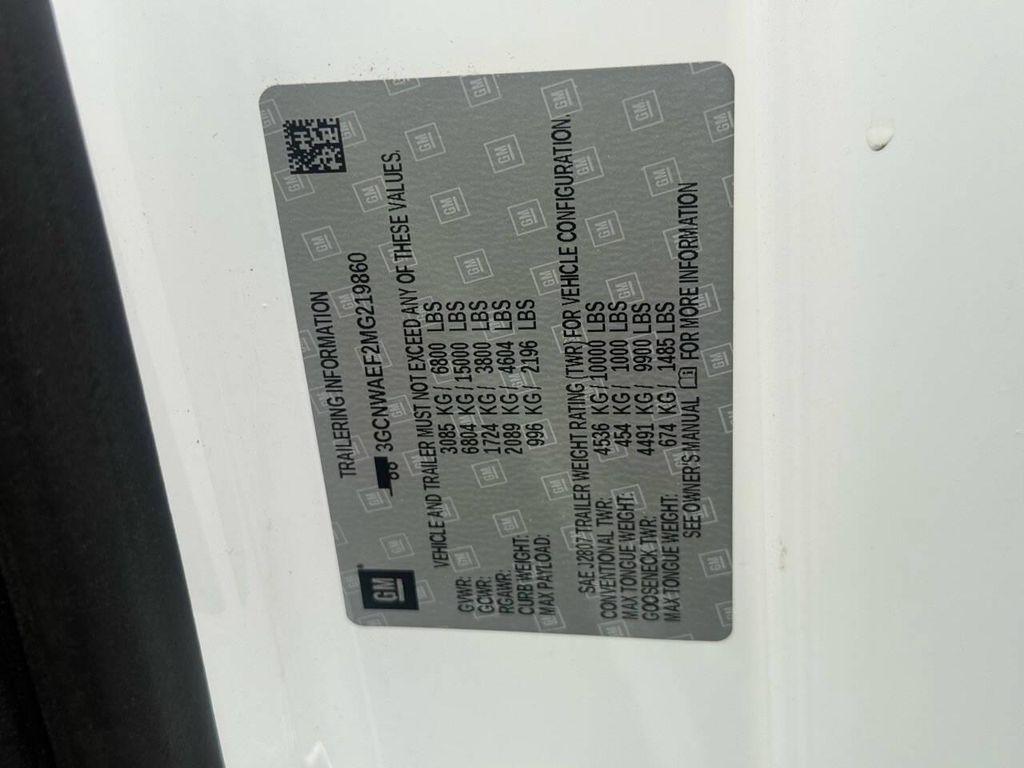 TRAILERING INFORMATION
GM
3GCNWAEF2MG219860
VEHICLE AND TRAILER MUST NOT EXCEED ANY OF THESE VALUES.
GVWR: 3085 KG/ 6800 LBS
GCWR: 6804 KG/ 15000 LBS
RGAWR: 1724 KG/ 3800 LBS
CURB WEIGHT: 2089 KG/ 4604 LBS
MAX PAYLOAD: 996 KG/ 2196 LBS
SAE J2807 TRAILER WEIGHT RATING (TWR) FOR VEHICLE CONFIGURATION.
CONVENTIONAL TWR: 4536 KG/ 10000 LBS
MAX TONGUE WEIGHT: 454 KG/ 1000 LBS
GOOSENECK TWR: 4491 KG/ 9900 LBS
MAX TONGUE WEIGHT: 674 KG/ 1485 LBS
SEE OWNER'S MANUAL FOR MORE INFORMATION